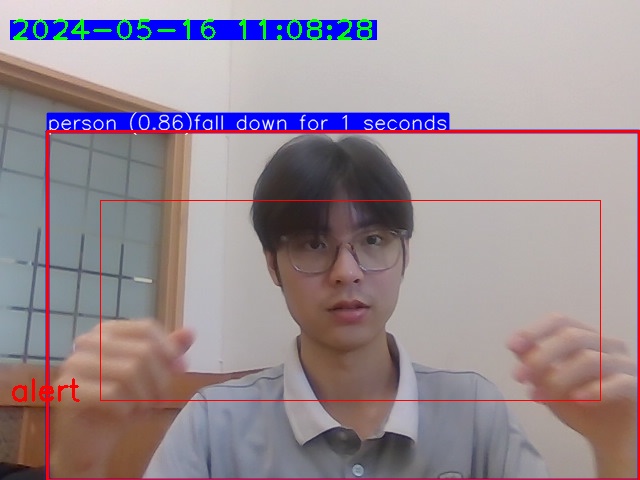 2024-05-16 11:08:28
person (0.86)fall down for 1 seconds
alert